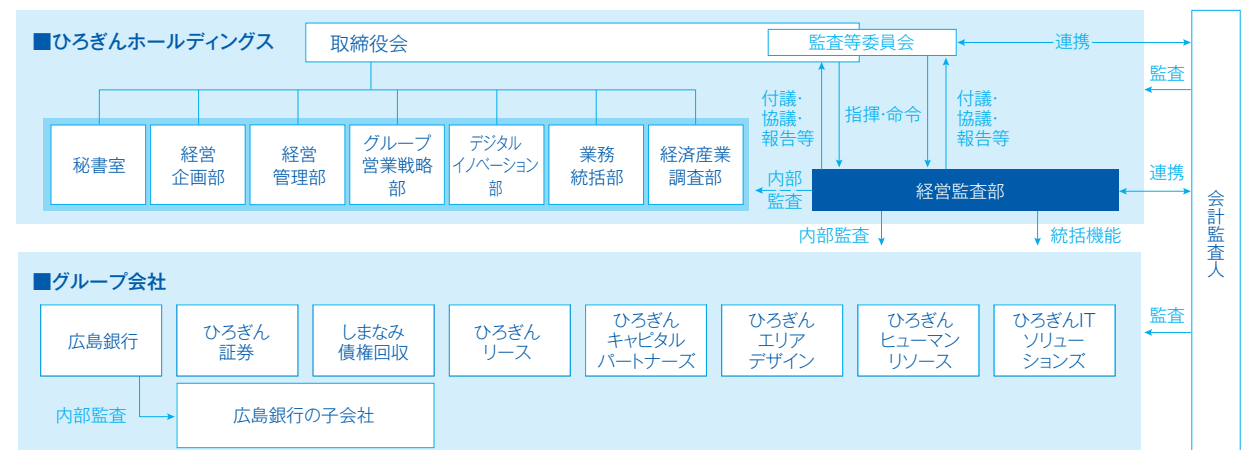 ■ひろぎんホールディングス
取締役会
監査等委員会
連携
監査
付議・
協議・
報告等
指揮・命令
付議・
協議・
報告等
秘書室
経営
企画部
経営
管理部
グループ
営業戦略
部
デジタル
イノベーション
部
業務
統括部
経済産業
調査部
内部
監査
経営監査部
連携
内部監査
統括機能
会計監査人
■グループ会社
広島銀行
ひろぎん
証券
しまなみ
債権回収
ひろぎん
リース
ひろぎん
キャピタル
パートナーズ
ひろぎん
エリア
デザイン
ひろぎん
ヒューマン
リソース
ひろぎんIT
ソリュー
ションズ
監査
内部監査
広島銀行の子会社